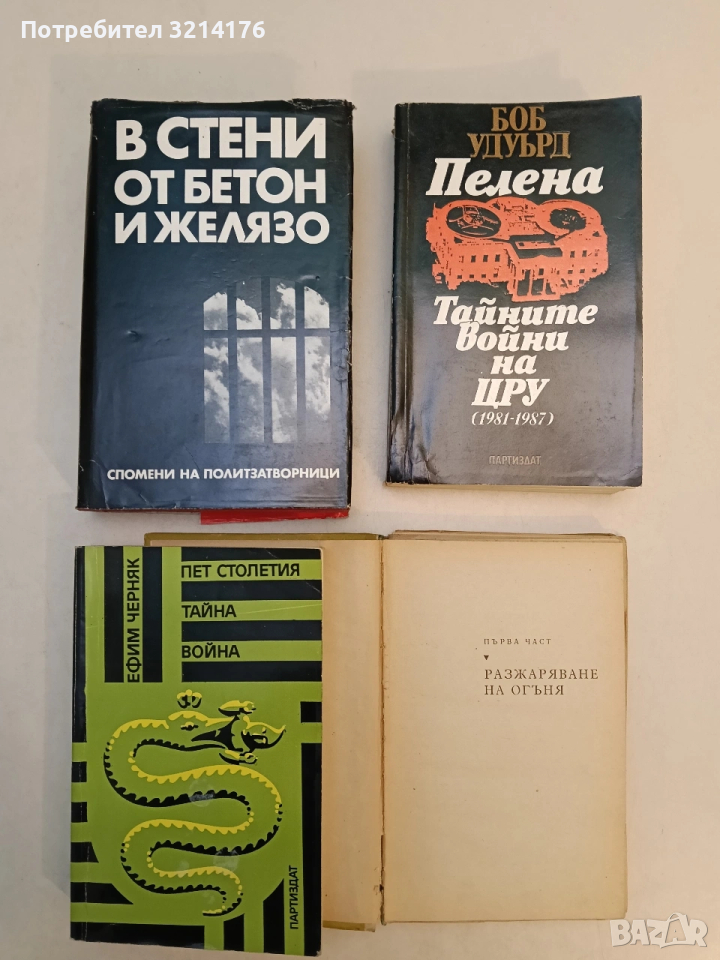 Потребител 3214176
В СТЕНИ
ОТ БЕТОН
И ЖЕЛЯЗО
СПОМЕНИ НА ПОЛИТЗАТВОРНИЦИ
БОБ
УДУЪРД
Пелена
Тайните
войни
на
ЦРУ
(1981-1987)
ПАРТИЗДАТ
ЕФИМ ЧЕРНЯК
ПЕТ СТОЛЕТИЯ
ТАЙНА
ВОЙНА
ПАРТИЗДАТ
ПЪРВА ЧАСТ
РАЗЖАРЯВАНЕ
НА ОГЪНЯ
BAZAR